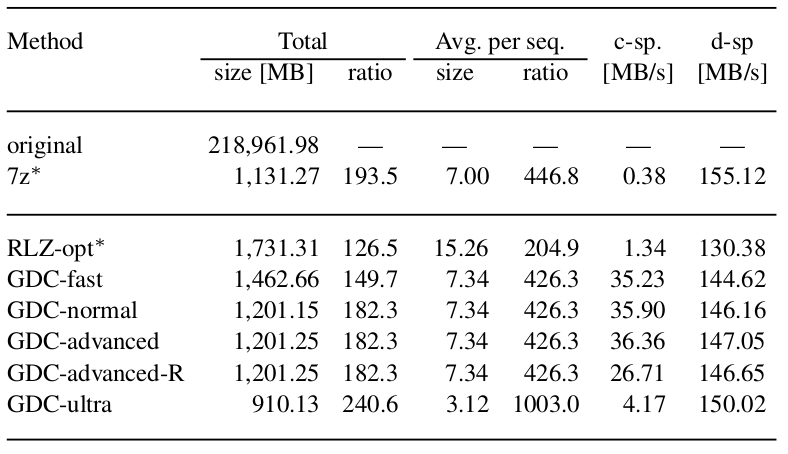 Method Total Avg. per seq. c-sp. d-sp
size [MB] ratio size ratio [MB/s] [MB/s]
original 218,961.98 — — — — —
7z* 1,131.27 193.5 7.00 446.8 0.38 155.12
RLZ-opt* 1,731.31 126.5 15.26 204.9 1.34 130.38
GDC-fast 1,462.66 149.7 7.34 426.3 35.23 144.62
GDC-normal 1,201.15 182.3 7.34 426.3 35.90 146.16
GDC-advanced 1,201.25 182.3 7.34 426.3 36.36 147.05
GDC-advanced-R 1,201.25 182.3 7.34 426.3 26.71 146.65
GDC-ultra 910.13 240.6 3.12 1003.0 4.17 150.02